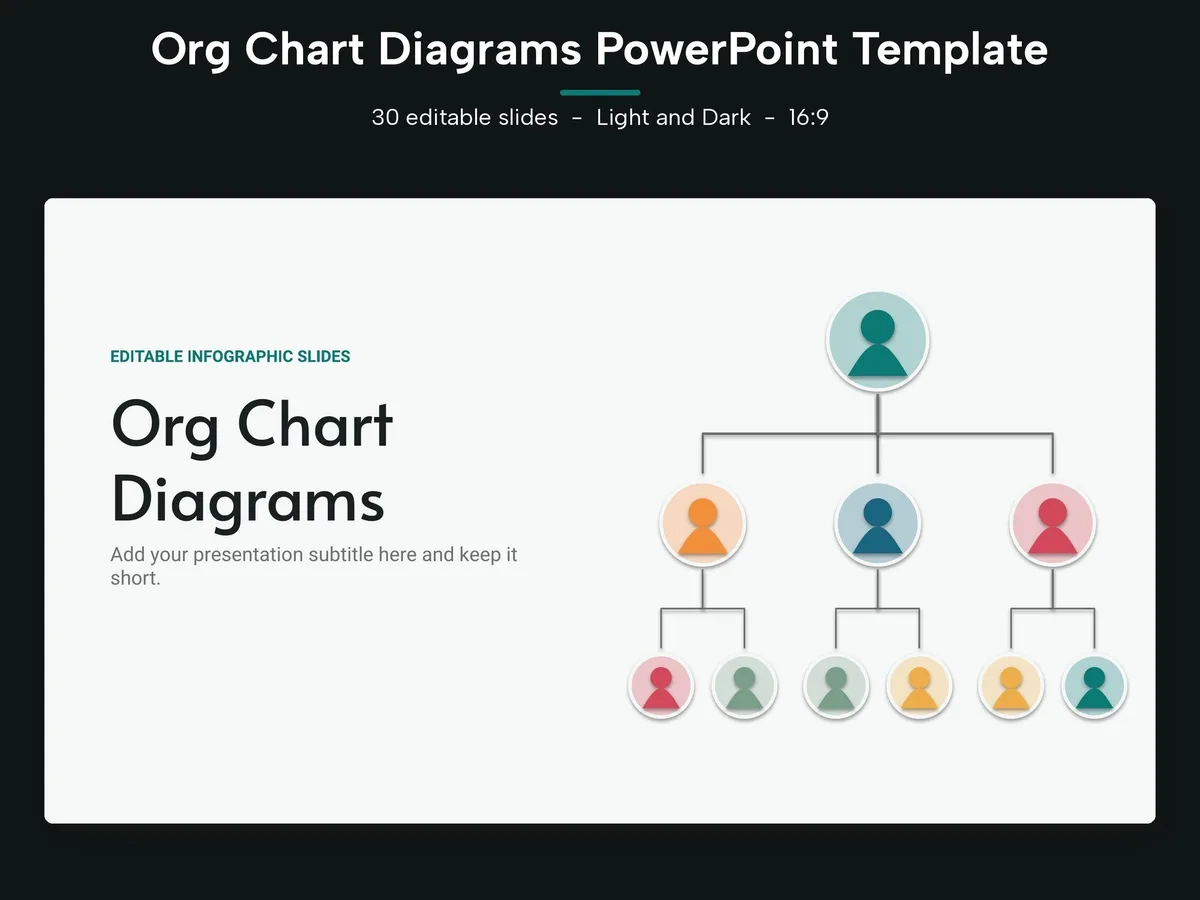 Org Chart Diagrams PowerPoint Template
30 editable slides - Light and Dark - 16:9
EDITABLE INFOGRAPHIC SLIDES
Org Chart
Diagrams
Add your presentation subtitle here and keep it
short.